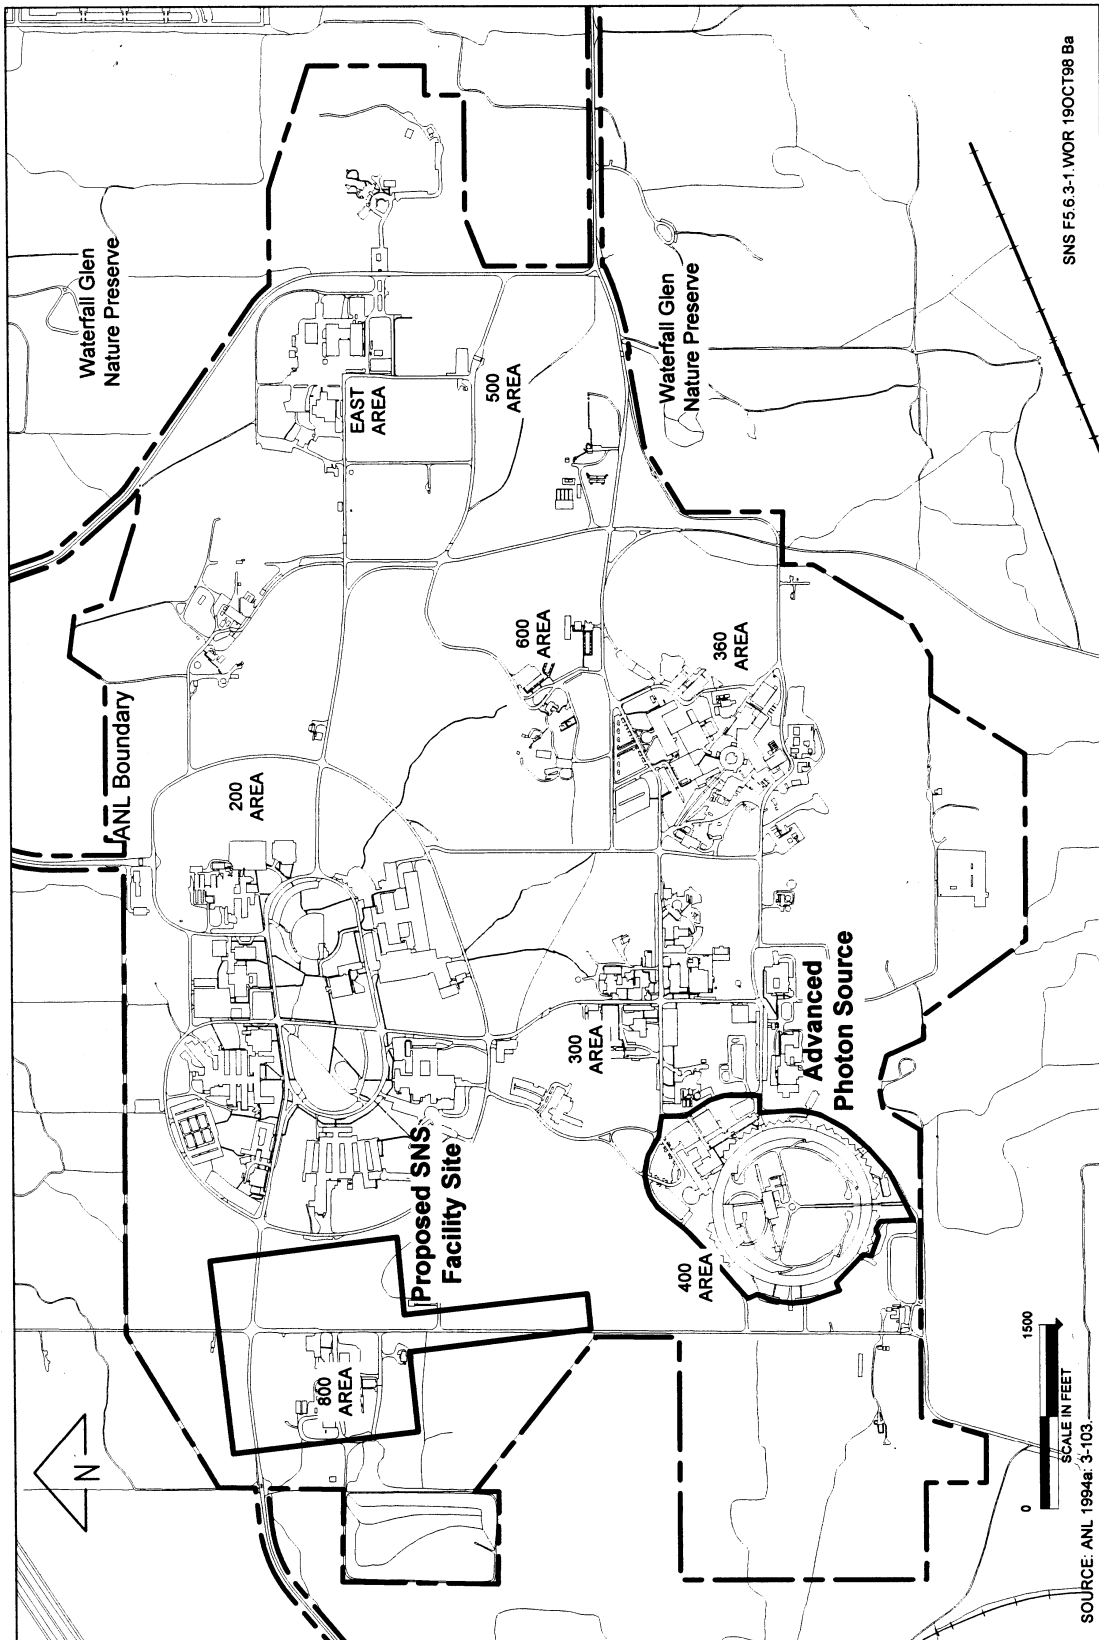 Waterfall Glen
Nature Preserve
ANL Boundary
200
AREA
EAST
AREA
500
AREA
600
AREA
360
AREA
Waterfall Glen
Nature Preserve
300
AREA
Advanced
Photon Source
Proposed SNS
Facility Site
400
AREA
800
AREA
N
0
1500
SCALE IN FEET
SOURCE: ANL 1994a: 3-103.
SNS F5.6.3-1.WOR 19OCT98 Ba